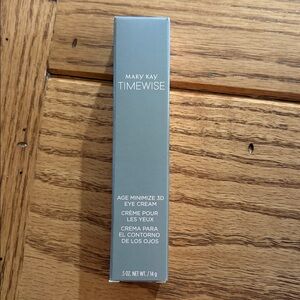 MARY KAY
TIMEWISE
AGE MINIMIZE 3D
EYE CREAM
CRÈME POUR
LES YEUX
CREMA PARA
EL CONTORNO
DE LOS OJOS
.5 OZ. NET WT. / 14 g